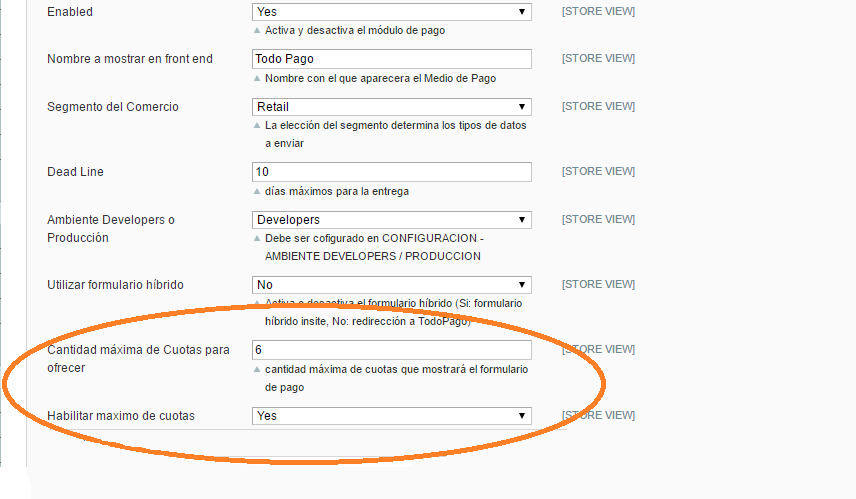 Enabled Yes [STORE VIEW]
Activa y desactiva el módulo de pago
Nombre a mostrar en front end Todo Pago [STORE VIEW]
Nombre con el que aparecera el Medio de Pago
Segmento del Comercio Retail [STORE VIEW]
La elección del segmento determina los tipos de datos
a enviar
Dead Line 10 [STORE VIEW]
días máximos para la entrega
Ambiente Developers o
Producción
Developers [STORE VIEW]
Debe ser cofigurado en CONFIGURACION -
AMBIENTE DEVELOPERS / PRODUCCION
Utilizar formulario híbrido No [STORE VIEW]
Activa o desactiva el formulario híbrido (Si: formulario
híbrido insite, No: redirección a TodoPago)
Cantidad máxima de Cuotas para
ofrecer
6 [STORE VIEW]
cantidad máxima de cuotas que mostrará el formulario
de pago
Habilitar maximo de cuotas Yes [STORE VIEW]